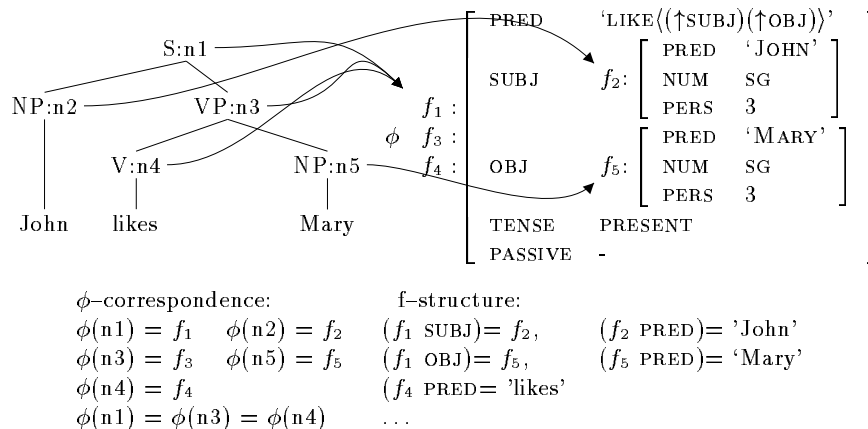 PRED ‘LIKE⟨(↑SUBJ)(↑OBJ)⟩’
S:n1
PRED ‘JOHN’
SUBJ f₂: NUM SG
NP:n2 VP:n3 PERS 3
f₁ :
ϕ f₃ : PRED ‘MARY’
V:n4 NP:n5 f₄ : OBJ f₅: NUM SG
PERS 3
John likes Mary TENSE PRESENT
PASSIVE -
ϕ–correspondence: f–structure:
ϕ(n1) = f₁ ϕ(n2) = f₂ (f₁ SUBJ)= f₂, (f₂ PRED)= ’John’
ϕ(n3) = f₃ ϕ(n5) = f₅ (f₁ OBJ)= f₅, (f₅ PRED)= ‘Mary’
ϕ(n4) = f₄ (f₄ PRED= ’likes’
ϕ(n1) = ϕ(n3) = ϕ(n4) . . .